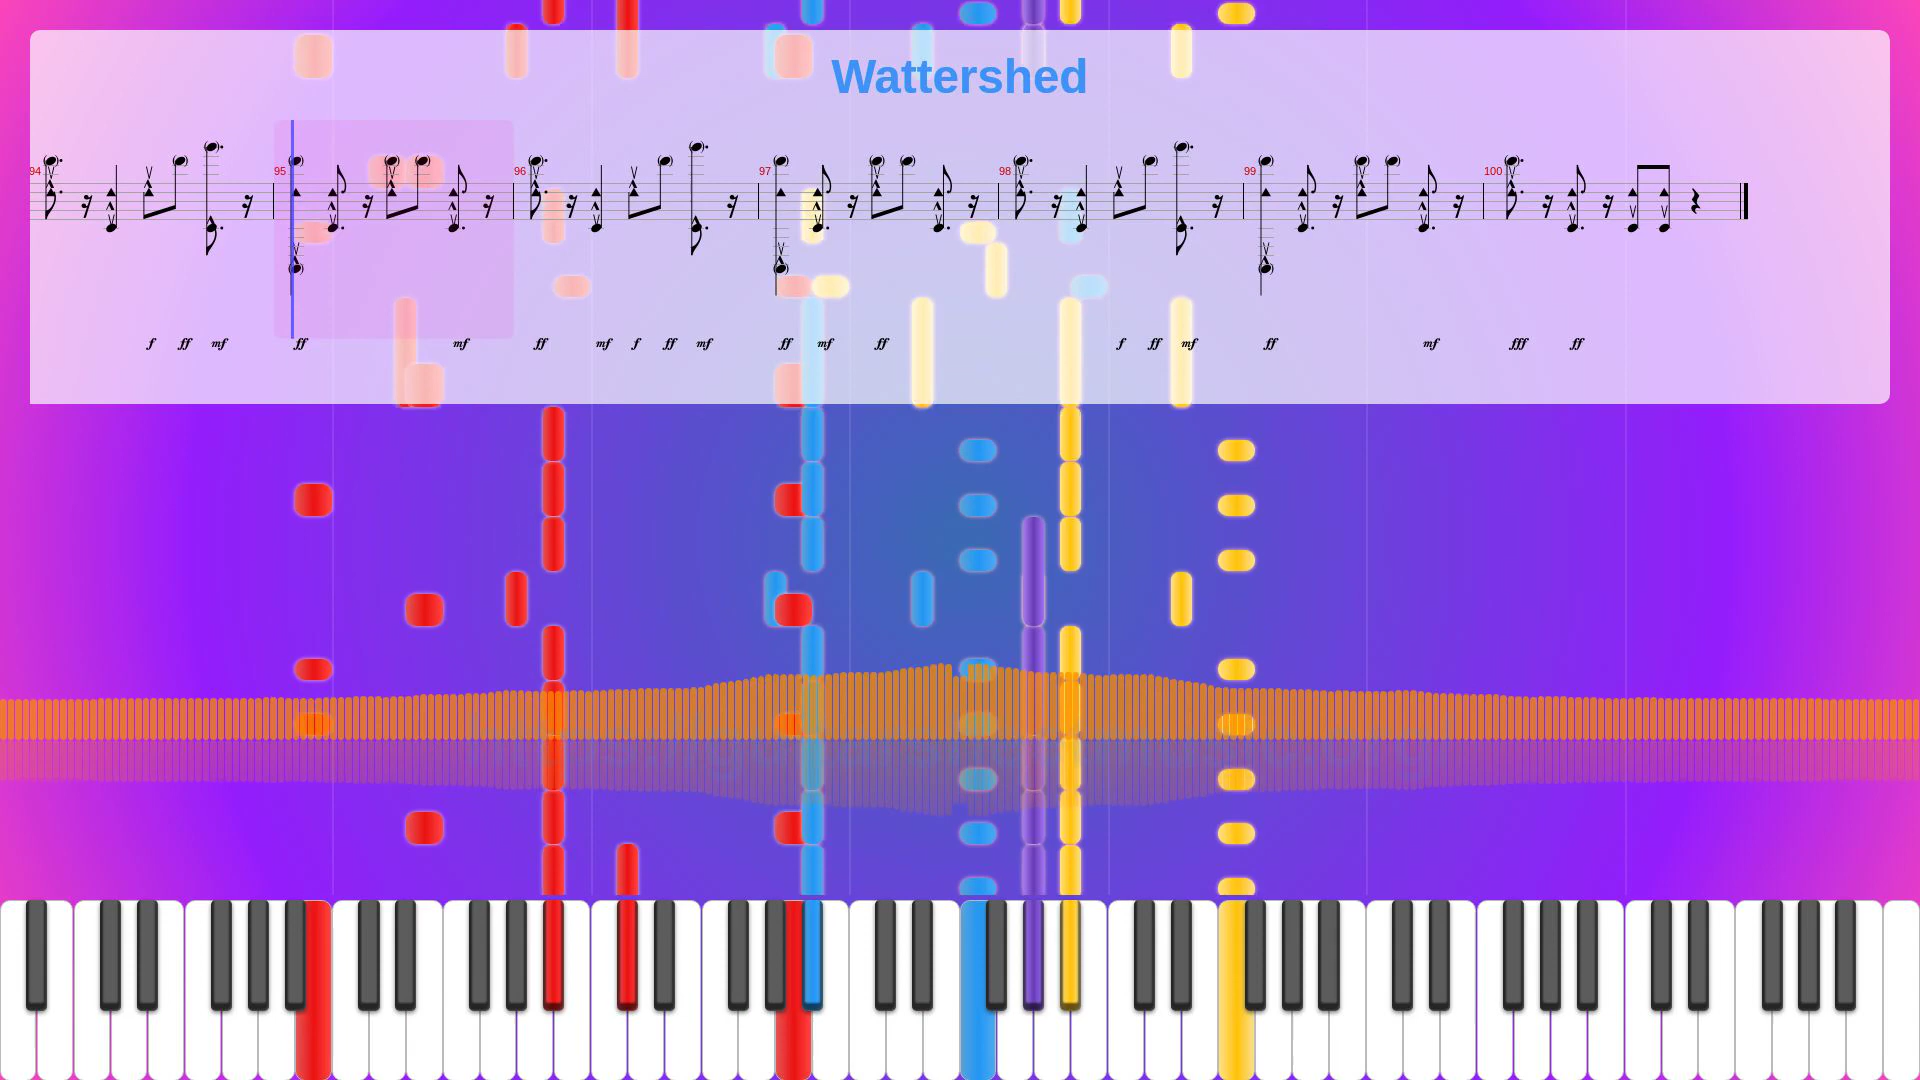 Wattershed
94 95 96 97 98 99 100
f ff mf ff mf ff mf f ff mf ff mf ff f ff mf ff mf fff ff